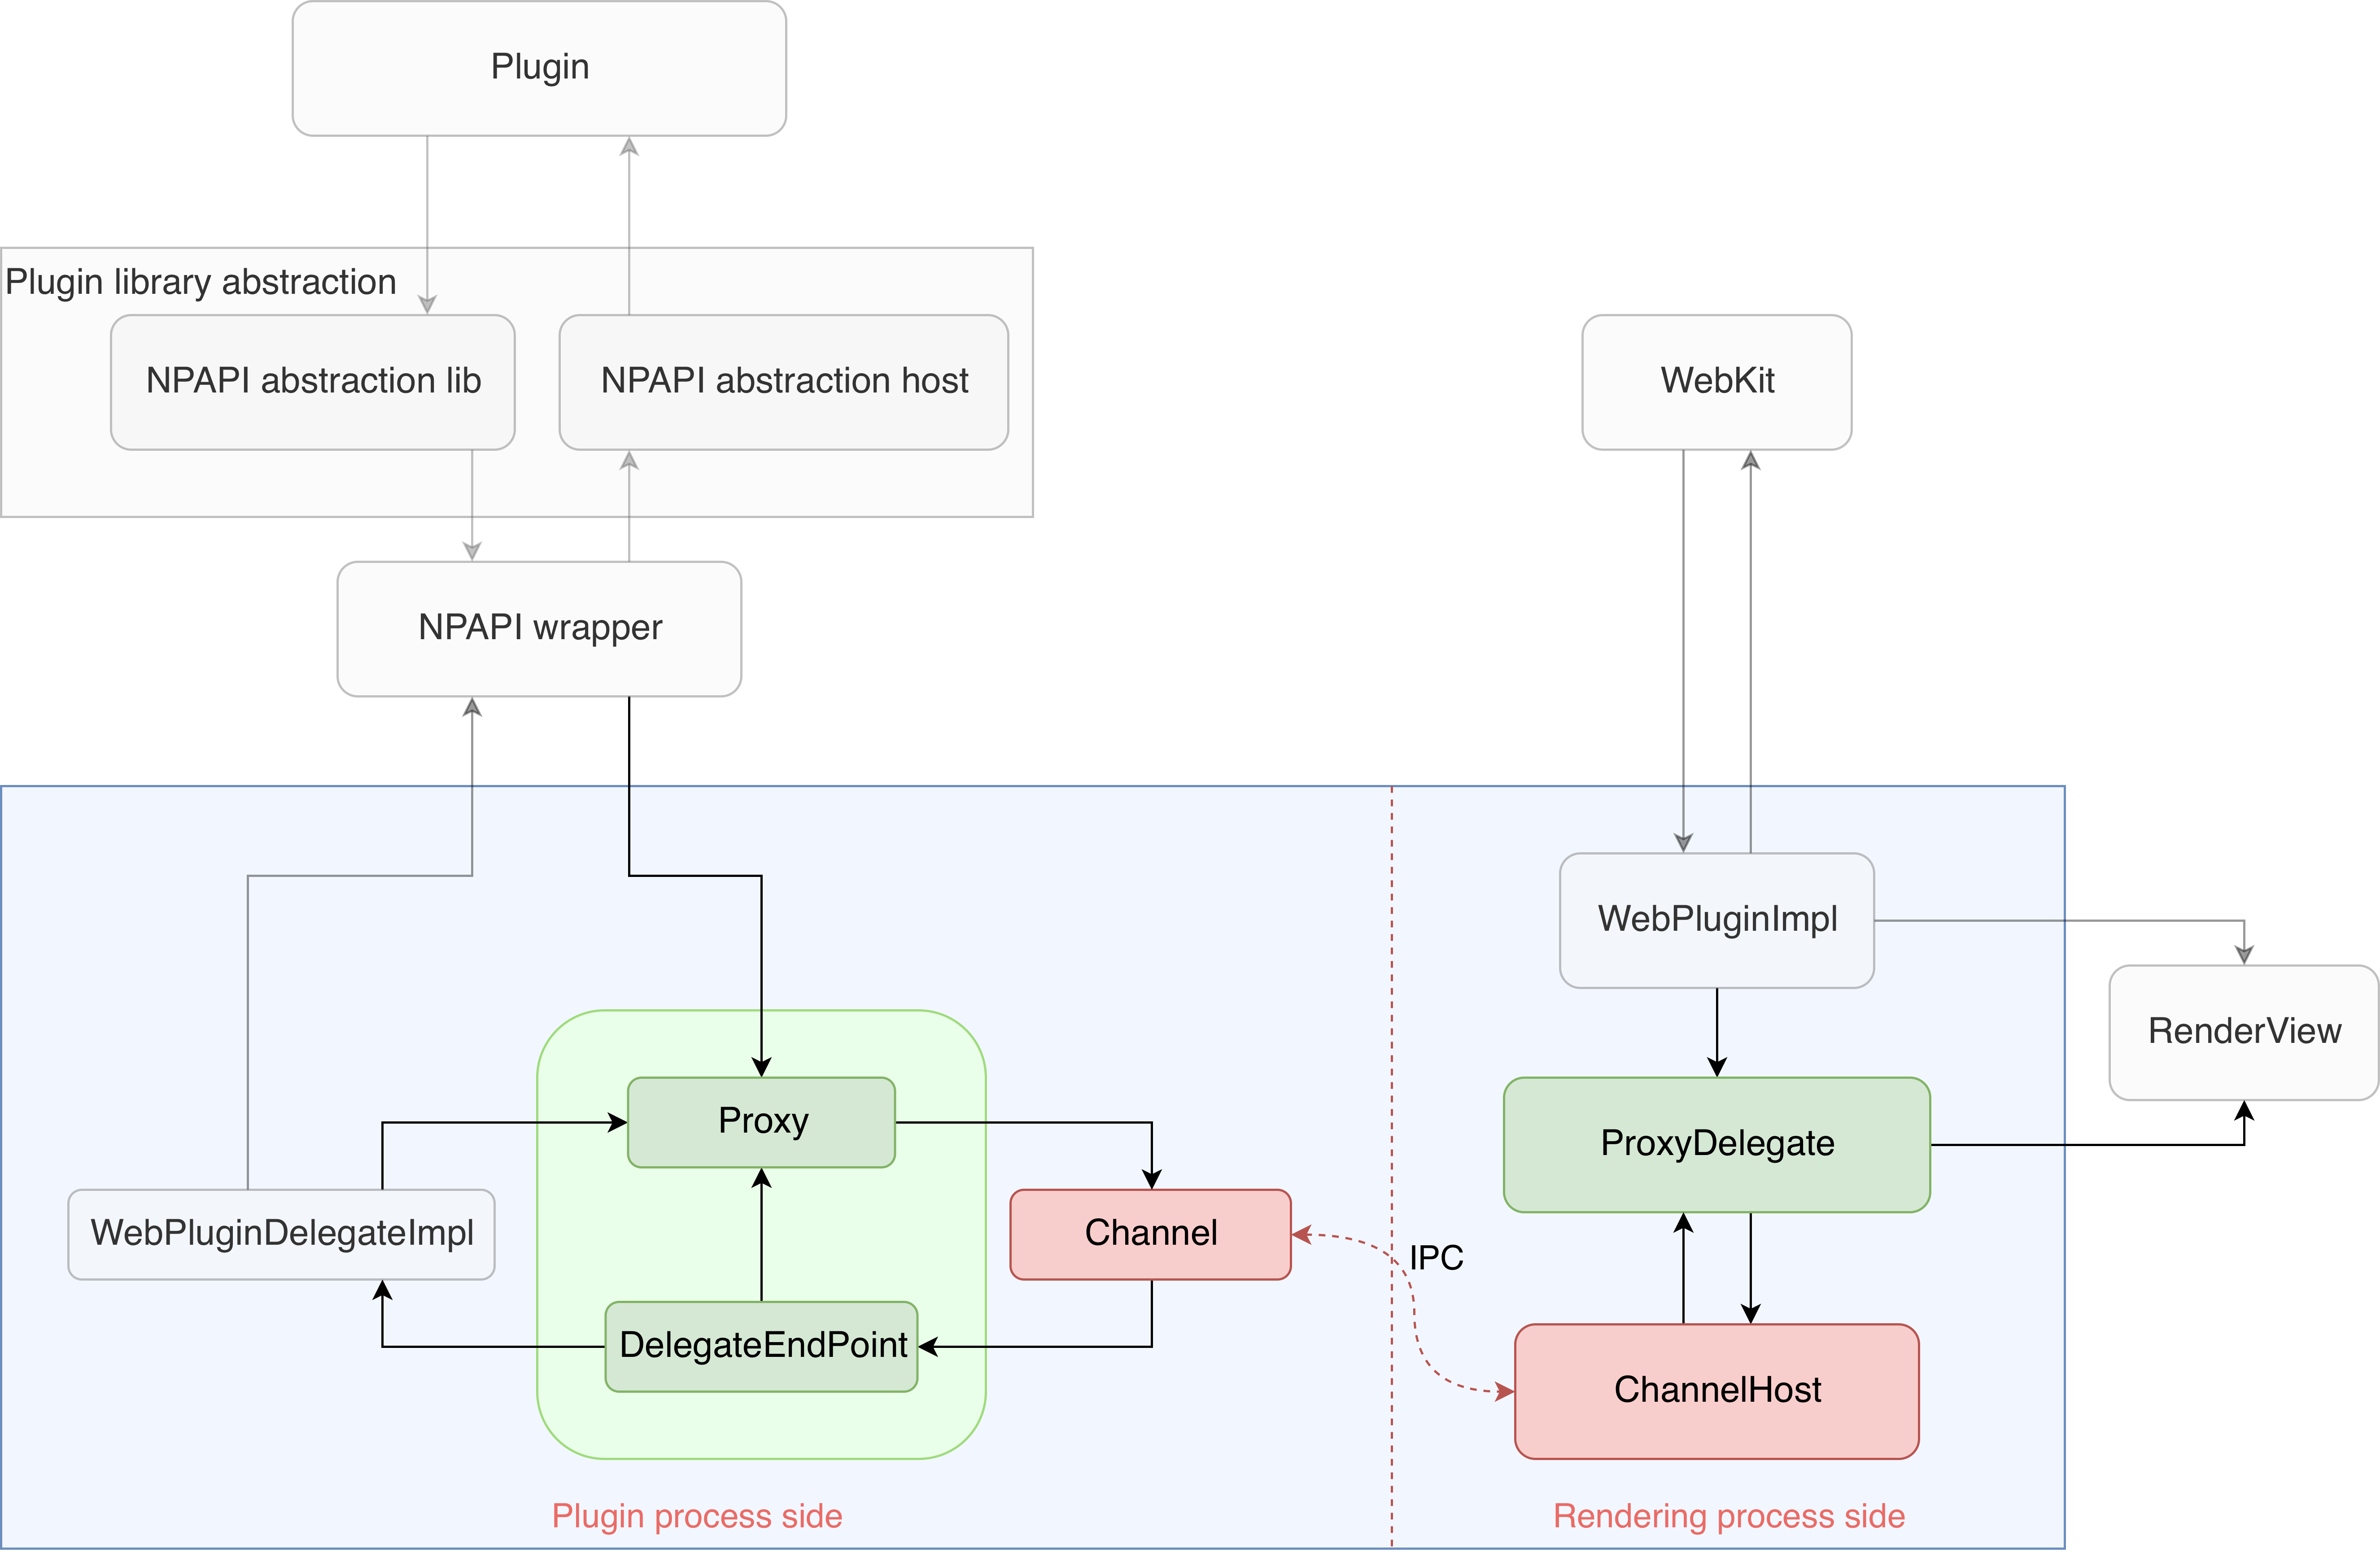 Plugin
Plugin library abstraction
NPAPI abstraction lib
NPAPI abstraction host
WebKit
NPAPI wrapper
WebPluginImpl
RenderView
Proxy
ProxyDelegate
WebPluginDelegateImpl
Channel
IPC
DelegateEndPoint
ChannelHost
Plugin process side
Rendering process side